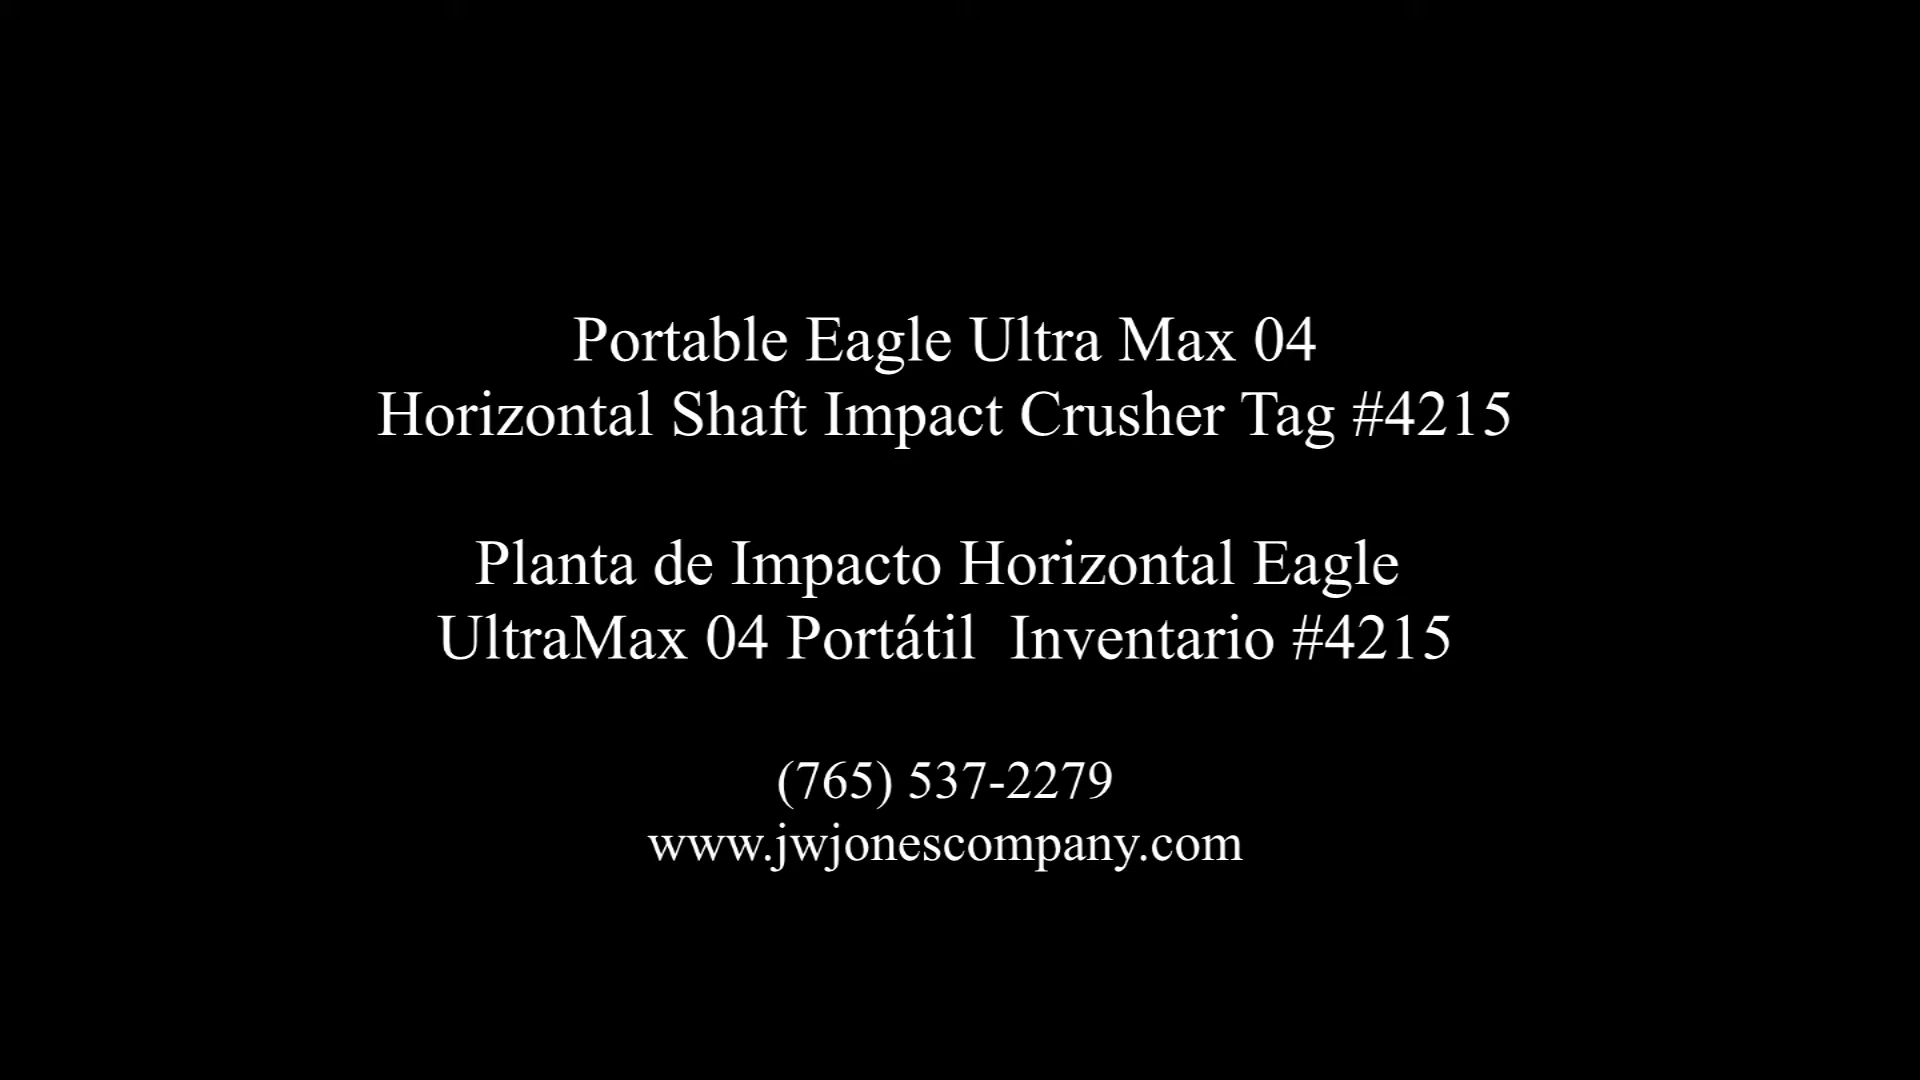 Portable Eagle Ultra Max 04
Horizontal Shaft Impact Crusher Tag #4215
Planta de Impacto Horizontal Eagle
UltraMax 04 Portátil  Inventario #4215
(765) 537-2279
www.jwjonescompany.com